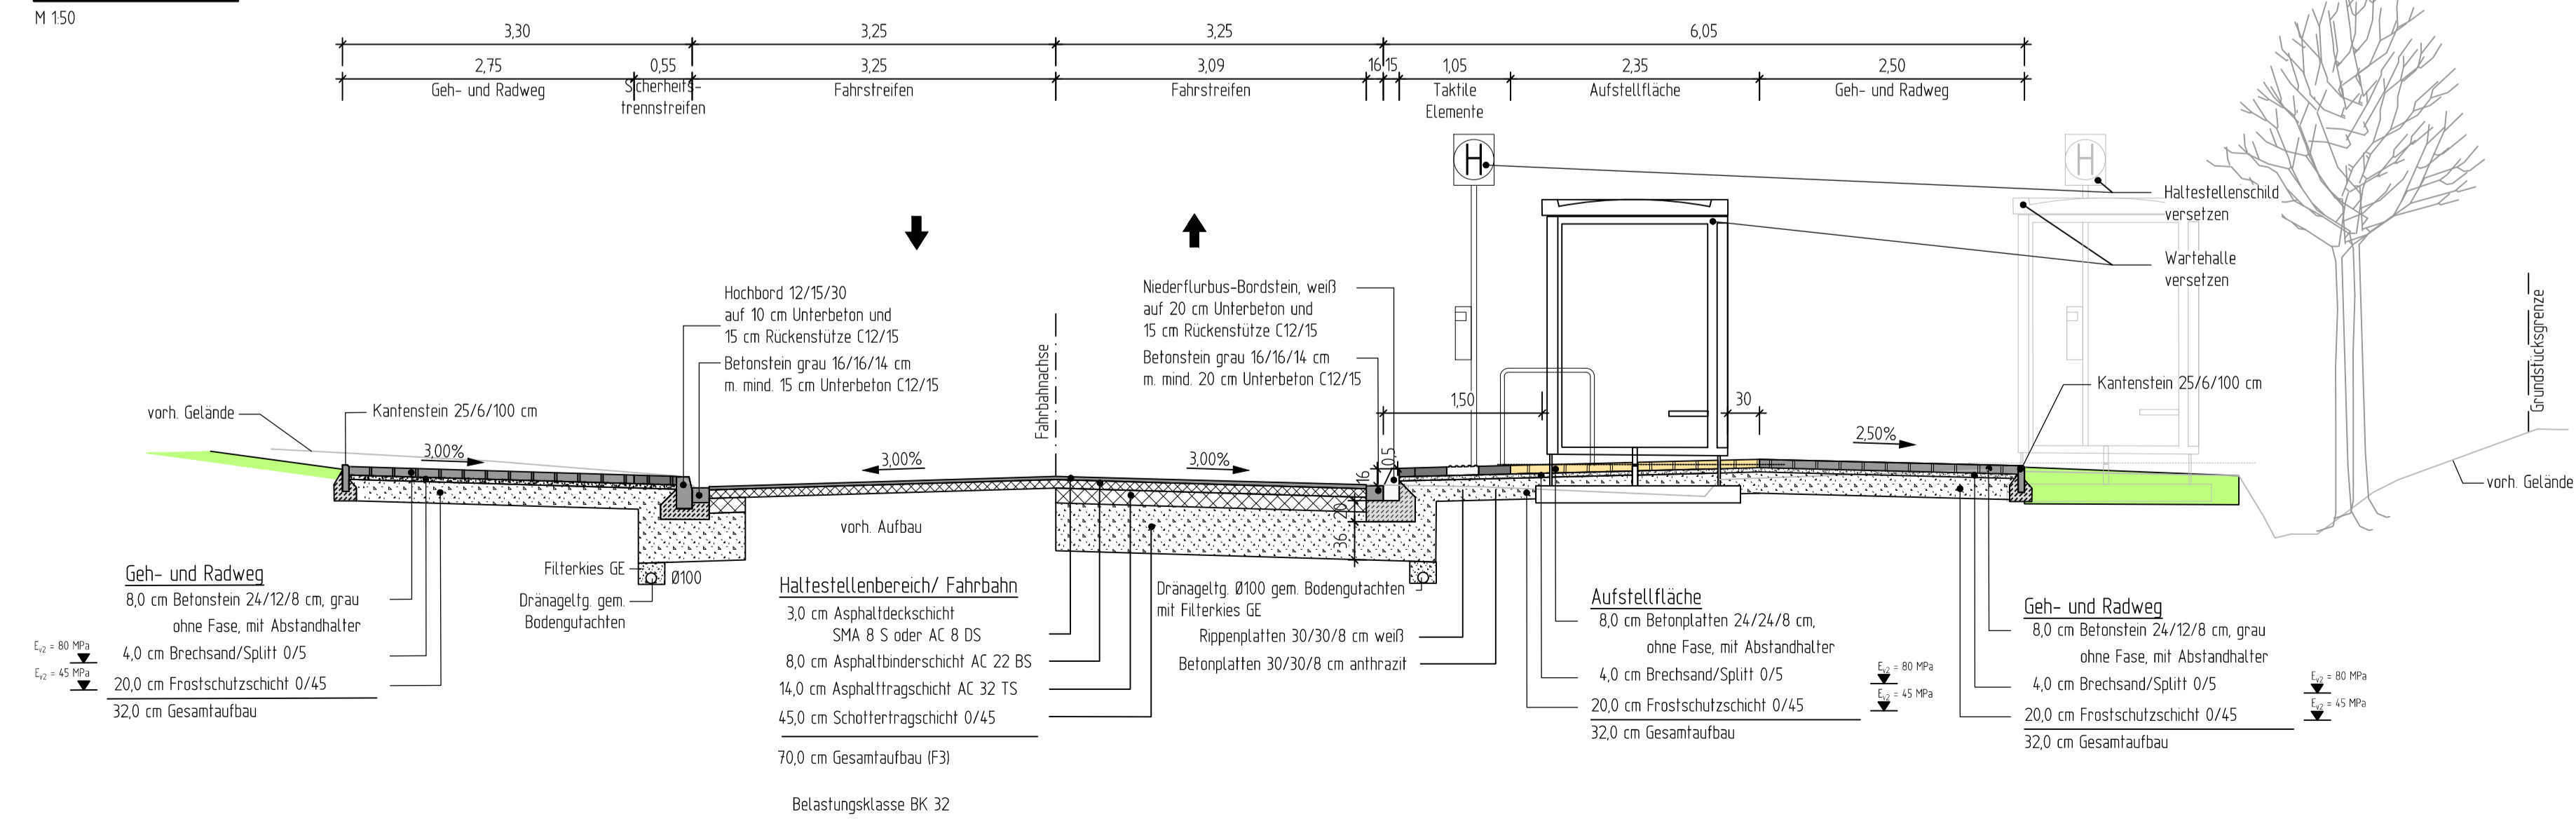 M 1:50
3,30
3,25
3,25
6,05
2,75
0,55
3,25
3,09
16
15
1,05
2,35
2,50
Geh- und Radweg
Sicherheits-
trennstreifen
Fahrstreifen
Fahrstreifen
Taktile
Elemente
Aufstellfläche
Geh- und Radweg
H
H
Haltestellenschild
versetzen
Wartehalle
versetzen
Grundstücksgrenze
Hochbord 12/15/30
auf 10 cm Unterbeton und
15 cm Rückenstütze C12/15
Betonstein grau 16/16/14 cm
m. mind. 15 cm Unterbeton C12/15
Fahrbahnachse
Niederflurbus-Bordstein, weiß
auf 20 cm Unterbeton und
15 cm Rückenstütze C12/15
Betonstein grau 16/16/14 cm
m. mind. 20 cm Unterbeton C12/15
1,50
30
Kantenstein 25/6/100 cm
vorh. Gelände
Kantenstein 25/6/100 cm
3,00%
3,00%
3,00%
2,50%
16
20
36
vorh. Gelände
vorh. Aufbau
Filterkies GE
Ø100
Dränageltg. gem.
Bodengutachten
Geh- und Radweg
8,0 cm Betonstein 24/12/8 cm, grau
ohne Fase, mit Abstandhalter
4,0 cm Brechsand/Splitt 0/5
20,0 cm Frostschutzschicht 0/45
32,0 cm Gesamtaufbau
Ev2 = 80 MPa
Ev2 = 45 MPa
Haltestellenbereich/ Fahrbahn
3,0 cm Asphaltdeckschicht
SMA 8 S oder AC 8 DS
8,0 cm Asphaltbinderschicht AC 22 BS
14,0 cm Asphalttragschicht AC 32 TS
45,0 cm Schottertragschicht 0/45
70,0 cm Gesamtaufbau (F3)
Belastungsklasse BK 32
Dränageltg. Ø100 gem. Bodengutachten
mit Filterkies GE
Rippenplatten 30/30/8 cm weiß
Betonplatten 30/30/8 cm anthrazit
Aufstellfläche
8,0 cm Betonplatten 24/24/8 cm,
ohne Fase, mit Abstandhalter
4,0 cm Brechsand/Splitt 0/5
20,0 cm Frostschutzschicht 0/45
32,0 cm Gesamtaufbau
Ev2 = 80 MPa
Ev2 = 45 MPa
Geh- und Radweg
8,0 cm Betonstein 24/12/8 cm, grau
ohne Fase, mit Abstandhalter
4,0 cm Brechsand/Splitt 0/5
20,0 cm Frostschutzschicht 0/45
32,0 cm Gesamtaufbau
Ev2 = 80 MPa
Ev2 = 45 MPa